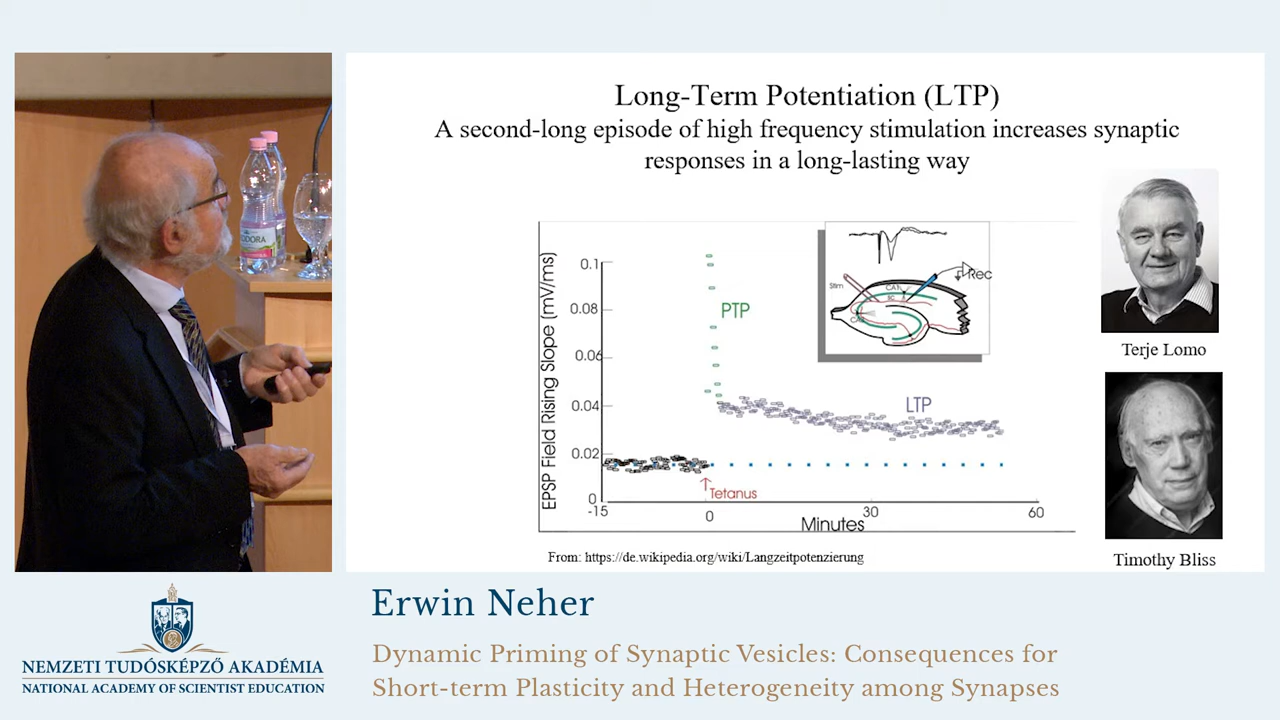 Long-Term Potentiation (LTP)
A second-long episode of high frequency stimulation increases synaptic
responses in a long-lasting way
EPSP Field Rising Slope (mV/ms)
0.1
0.08
0.06
0.04
0.02
0
-15
0
30
60
Minutes
PTP
LTP
Tetanus
Stim
Rec
CA1
SC
Terje Lomo
Timothy Bliss
From: https://de.wikipedia.org/wiki/Langzeitpotenzierung
Erwin Neher
Dynamic Priming of Synaptic Vesicles: Consequences for
Short-term Plasticity and Heterogeneity among Synapses
NEMZETI TUDÓSKÉPZŐ AKADÉMIA
NATIONAL ACADEMY OF SCIENTIST EDUCATION